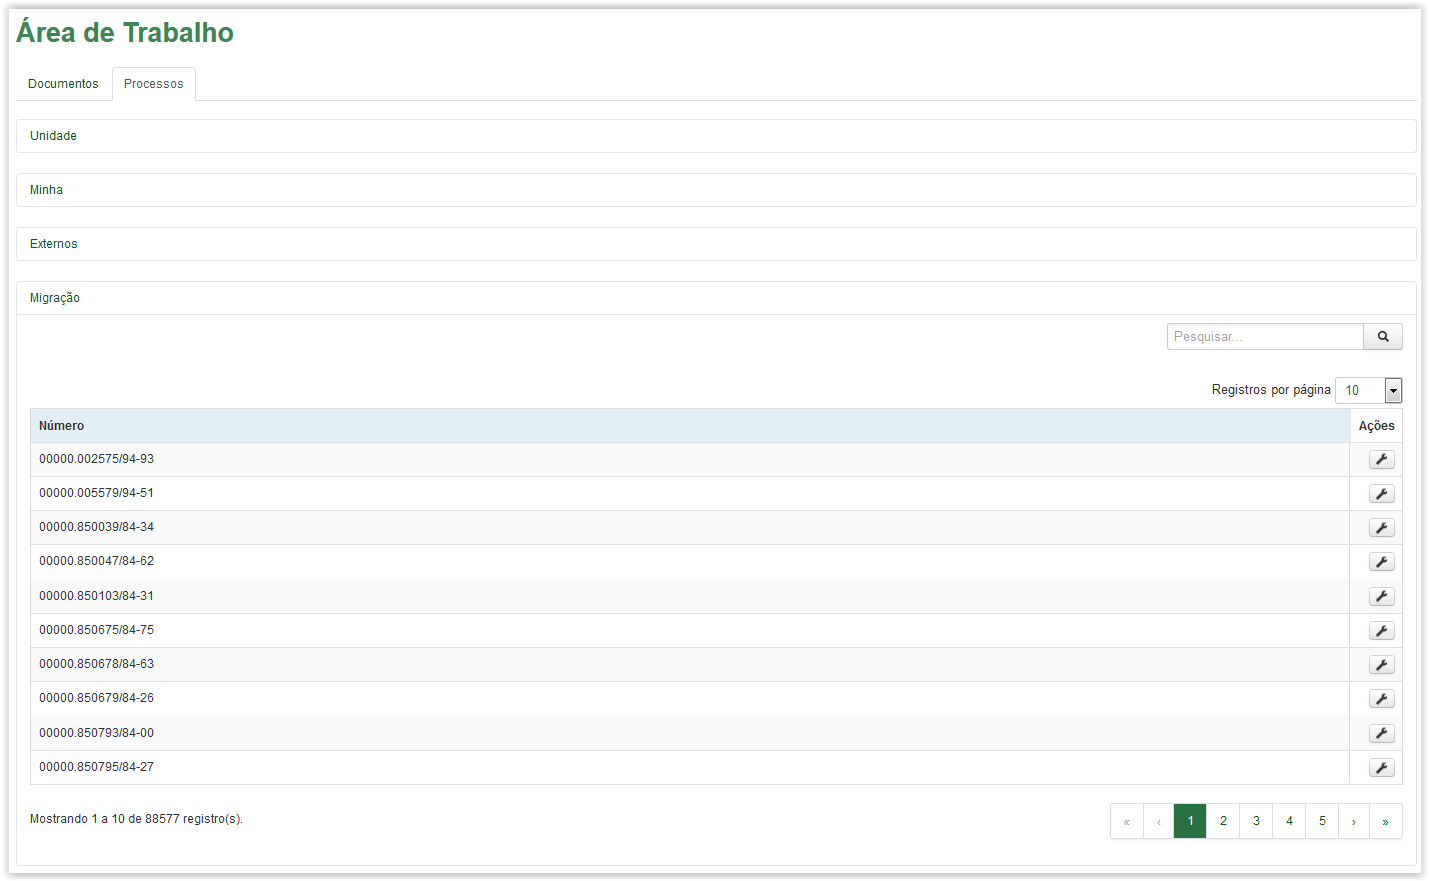 Área de Trabalho
Documentos Processos
Unidade
Minha
Externos
Migração
Pesquisar...
Registros por página 10
Número Ações
00000.002575/94-93
00000.005579/94-51
00000.850039/84-34
00000.850047/84-62
00000.850103/84-31
00000.850675/84-75
00000.850678/84-63
00000.850679/84-26
00000.850793/84-00
00000.850795/84-27
Mostrando 1 a 10 de 88577 registro(s). « ‹ 1 2 3 4 5 › »